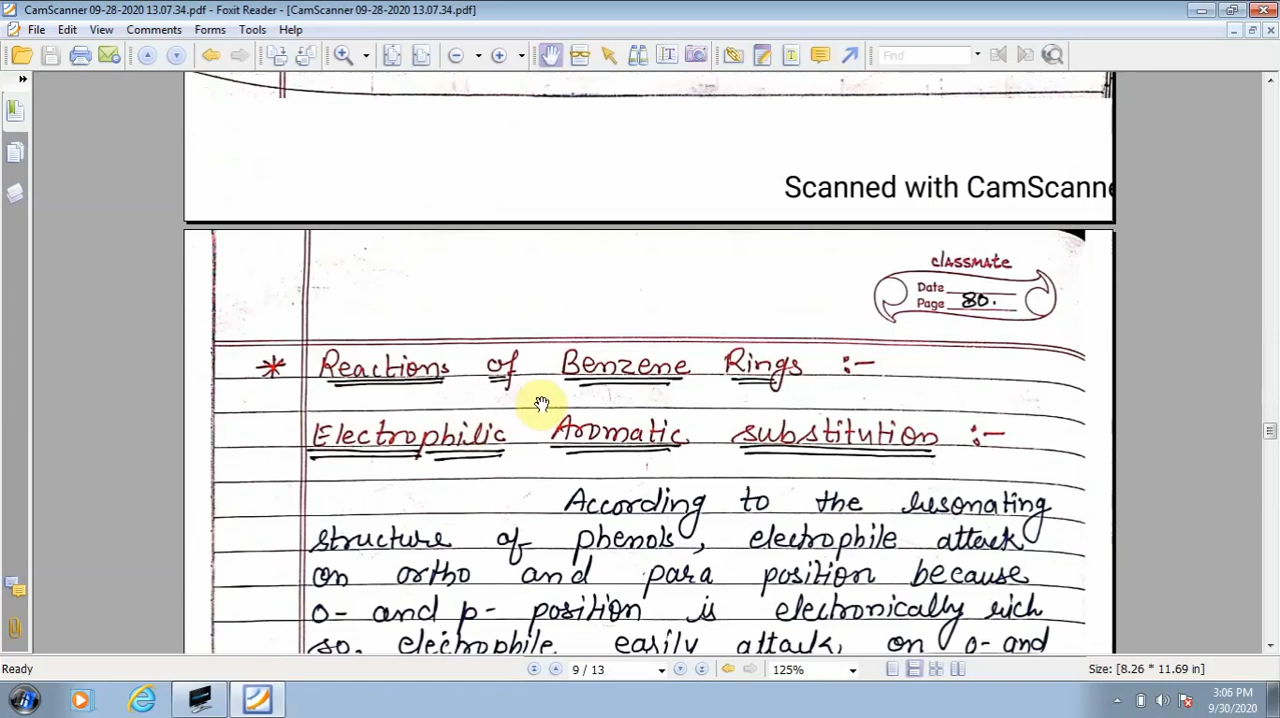 CamScanner 09-28-2020 13.07.34.pdf - Foxit Reader - [CamScanner 09-28-2020 13.07.34.pdf]
File Edit View Comments Forms Tools Help
Find
Scanned with CamScanne
classmate
Date
Page 80.
* Reactions of Benzene Rings :-
Electrophilic Aromatic substitution :-
According to the resonating
structure of phenols, electrophile attack
on ortho and para position because
o- and p- position is electronically rich
so, electrophile easily attack, on o- and
Ready
9 / 13
125%
Size: [8.26 * 11.69 in]
3:06 PM
9/30/2020